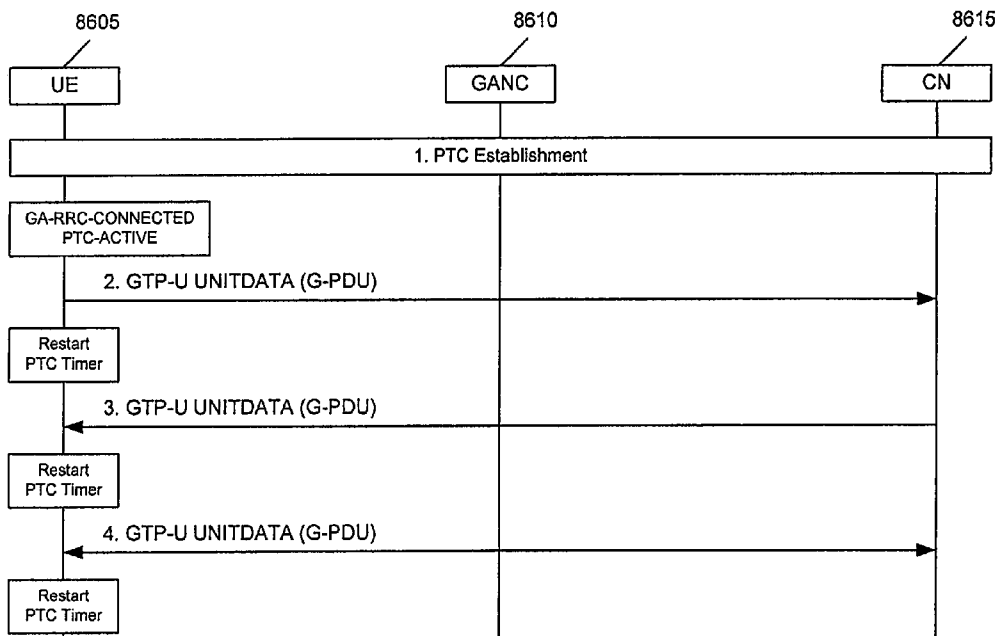 8605
8610
8615
UE
GANC
CN
1. PTC Establishment
GA-RRC-CONNECTED
PTC-ACTIVE
2. GTP-U UNITDATA (G-PDU)
Restart
PTC Timer
3. GTP-U UNITDATA (G-PDU)
Restart
PTC Timer
4. GTP-U UNITDATA (G-PDU)
Restart
PTC Timer